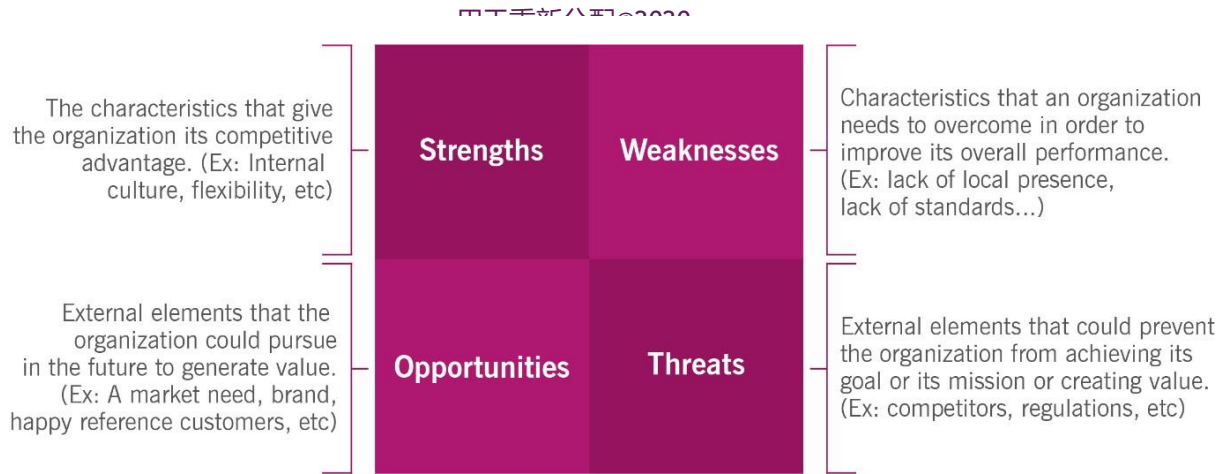 The characteristics that give
the organization its competitive
advantage. (Ex: Internal
culture, flexibility, etc)
Strengths
Weaknesses
Characteristics that an organization
needs to overcome in order to
improve its overall performance.
(Ex: lack of local presence,
lack of standards...)
External elements that the
organization could pursue
in the future to generate value.
(Ex: A market need, brand,
happy reference customers, etc)
Opportunities
Threats
External elements that could prevent
the organization from achieving its
goal or its mission or creating value.
(Ex: competitors, regulations, etc)